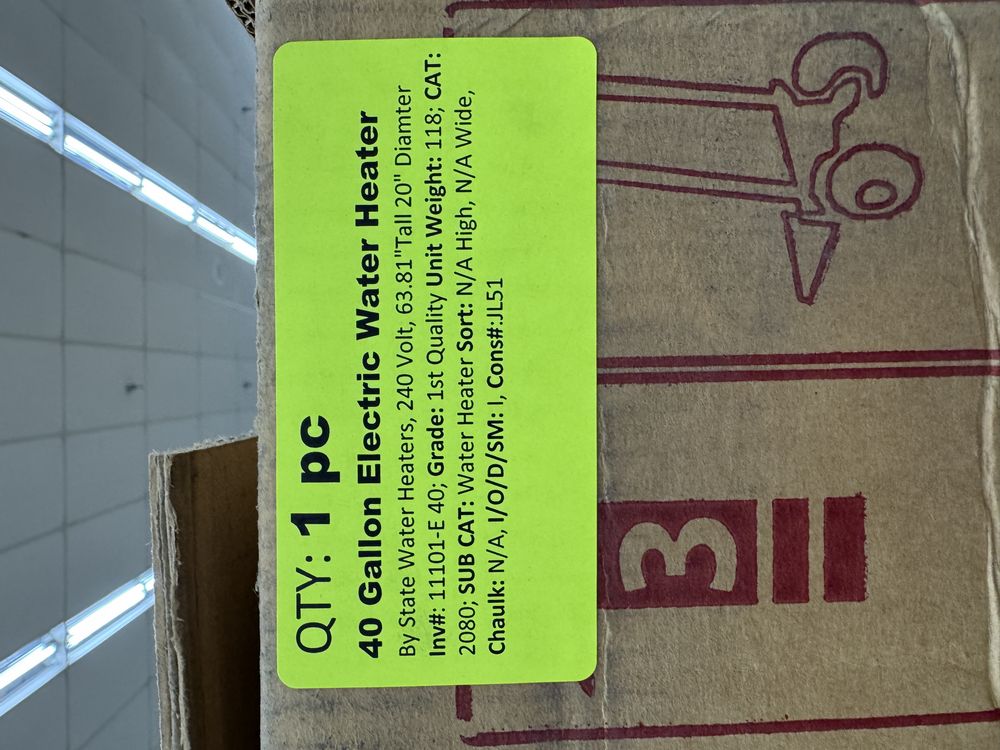 QTY: 1 pc
40 Gallon Electric Water Heater
By State Water Heaters, 240 Volt, 63.81"Tall 20" Diamter
Inv#: 11101-E 40; Grade: 1st Quality Unit Weight: 118; CAT:
2080; SUB CAT: Water Heater Sort: N/A High, N/A Wide,
Chaulk: N/A, I/O/D/SM: I, Cons#:JL51
3